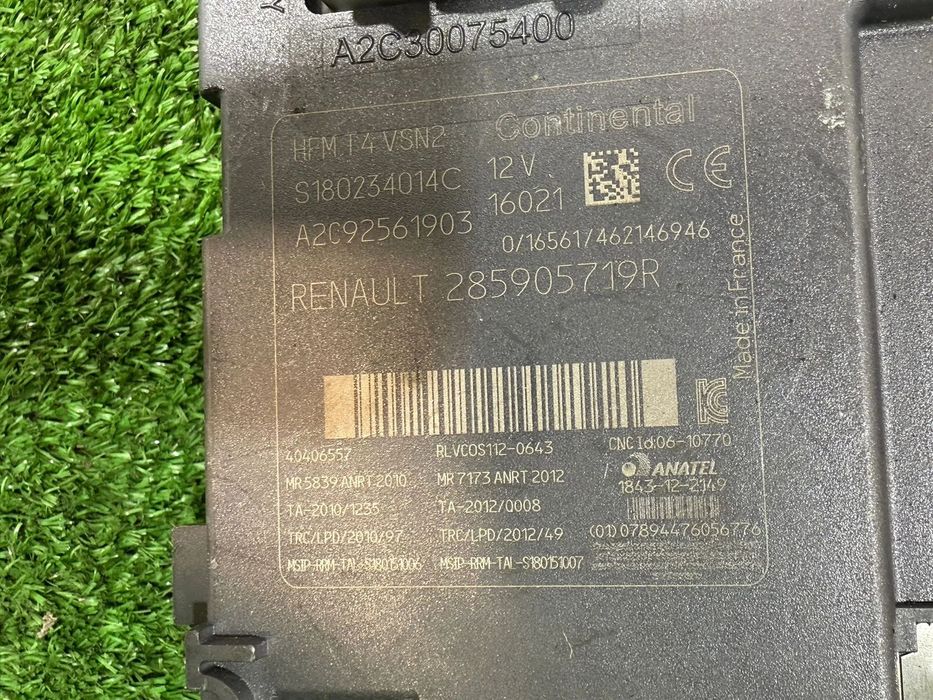 Y
A2C30075400
HFM T4 VSN2 Continental
S180234014C 12 V
16021
A2C92561903
0/16561/462146946
RENAULT 285905719R
Made in France
40406557 RLVCOS112-0643 CNC Id:06-10770
MR5839 ANRT 2010 MR 7173 ANRT 2012 ANATEL
TA-2010/1235 TA-2012/0008 1843-12-2149
TRC/LPD/2010/97 TRC/LPD/2012/49 (01)07894476056776
MSIP-RRM-TAL-S180151006 MSIP-RRM-TAL-S180151007